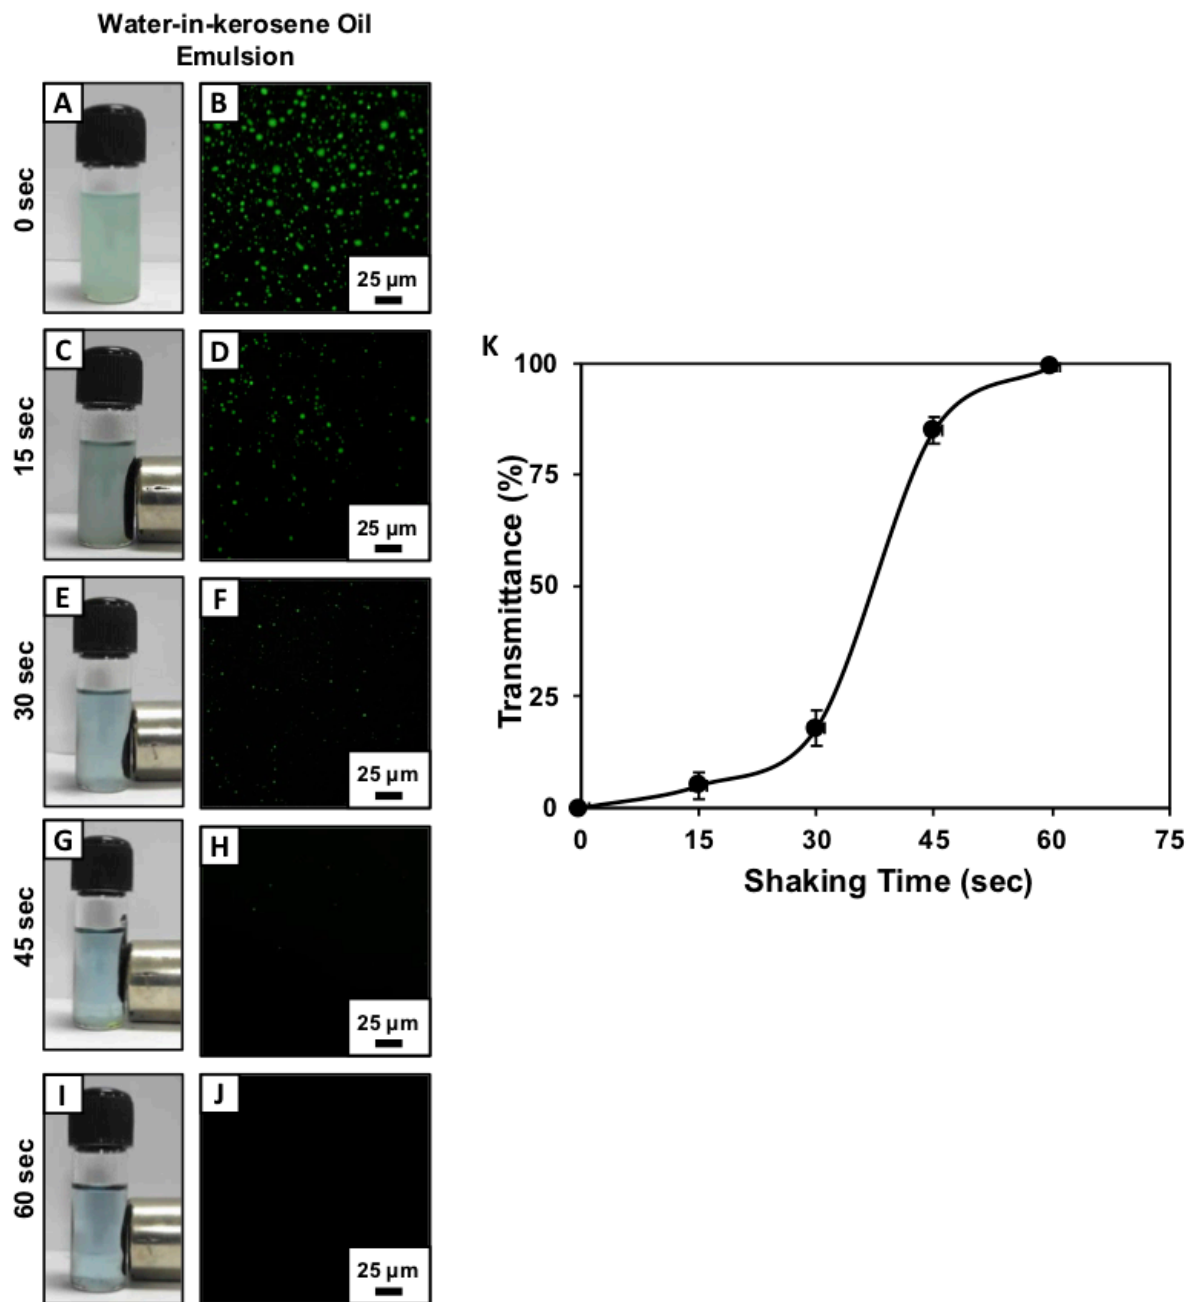 Water-in-kerosene Oil
Emulsion
0 sec
A
B
25 µm
15 sec
C
D
25 µm
30 sec
E
F
25 µm
45 sec
G
H
25 µm
60 sec
I
J
25 µm
K
Transmittance (%)
100
75
50
25
0
0 15 30 45 60 75
Shaking Time (sec)